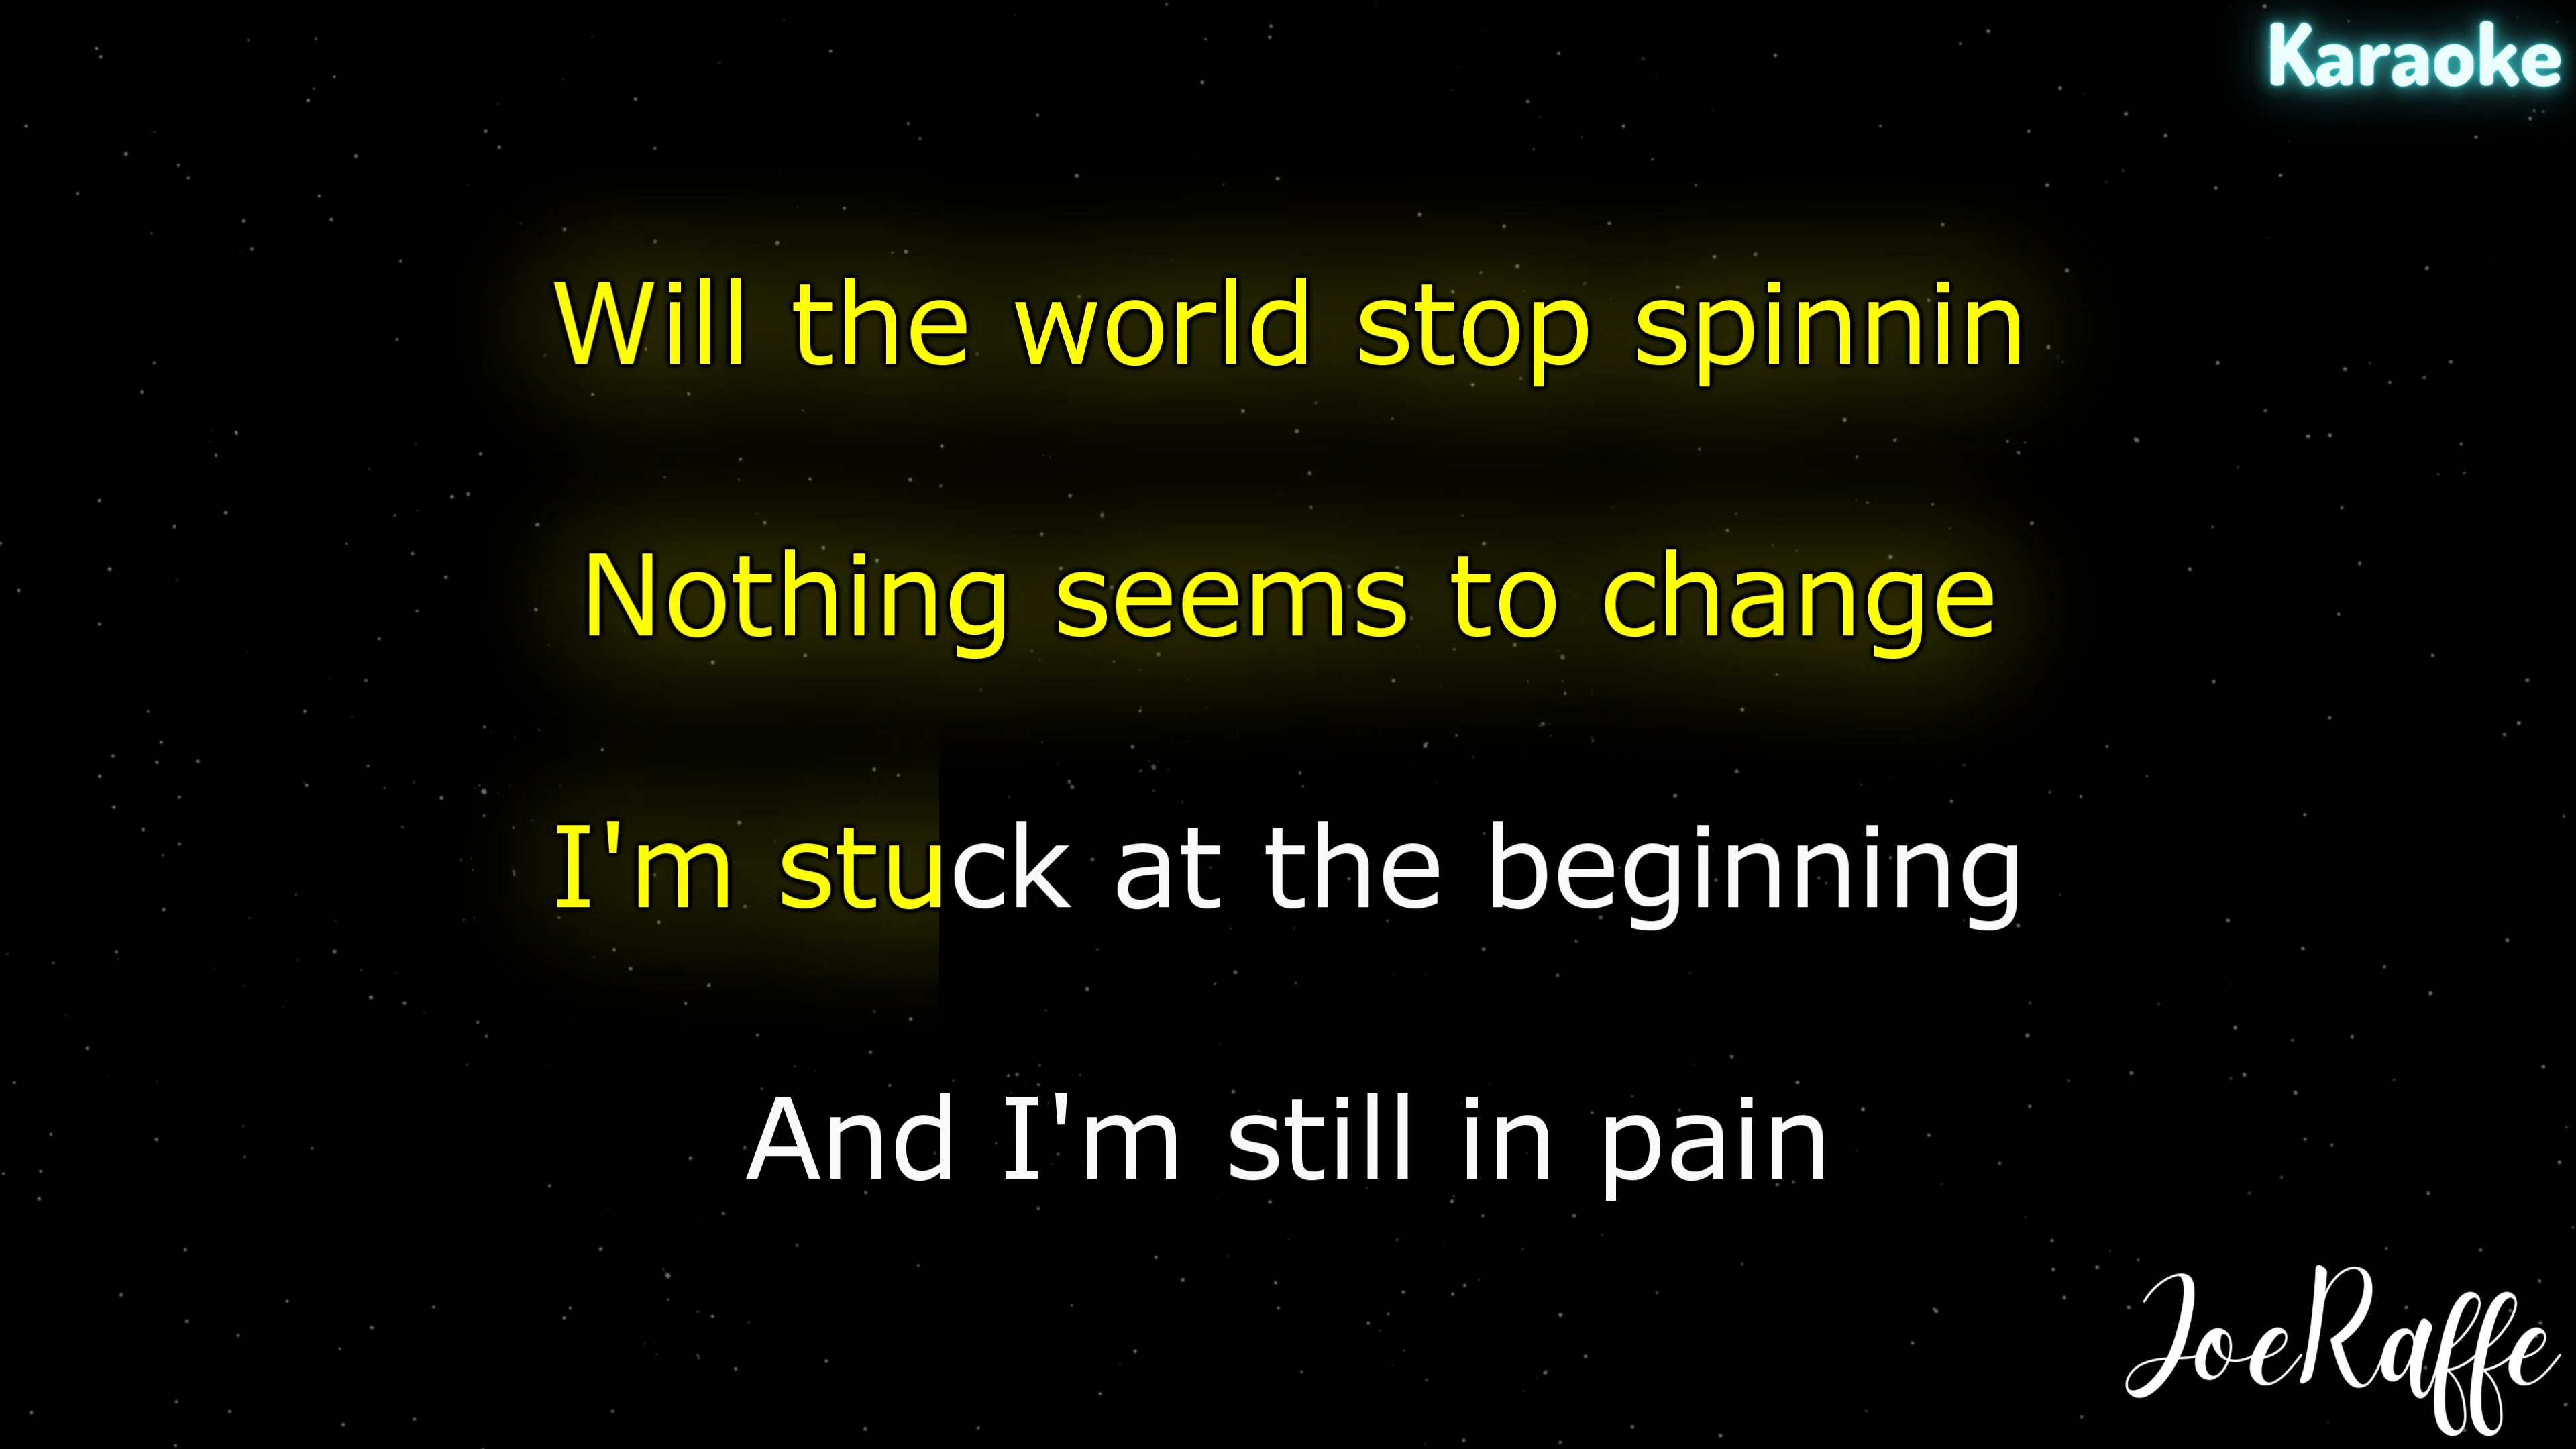 Karaoke
Will the world stop spinnin
Nothing seems to change
I'm stuck at the beginning
And I'm still in pain
JoeRaffe